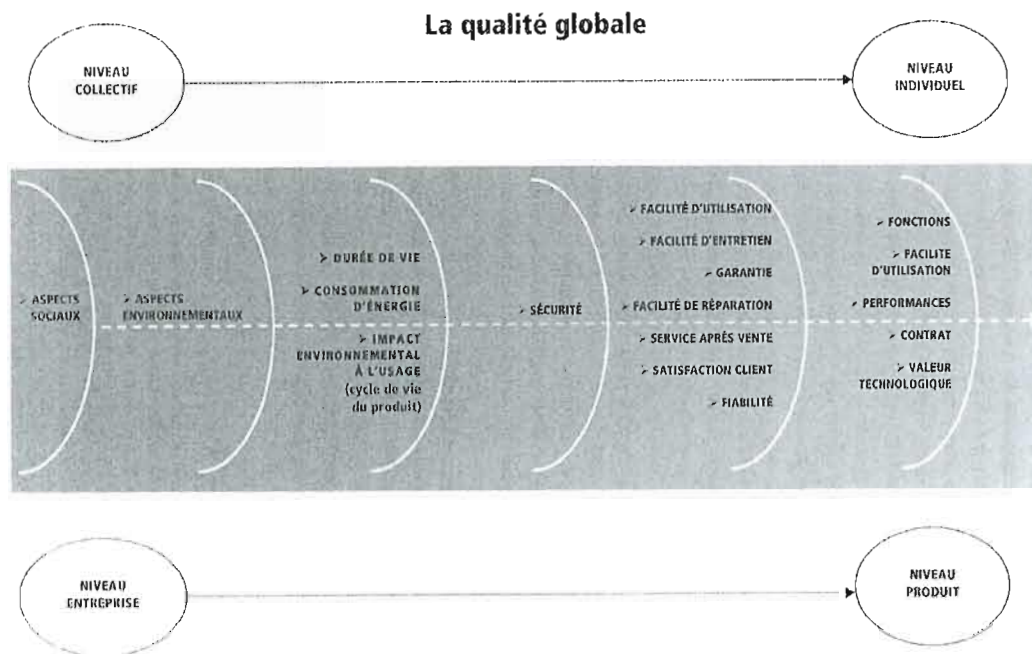 La qualité globale
NIVEAU
COLLECTIF
NIVEAU
INDIVIDUEL
➢ ASPECTS
SOCIAUX
➢ ASPECTS
ENVIRONNEMENTAUX
➢ DURÉE DE VIE
➢ CONSOMMATION
D'ÉNERGIE
➢ IMPACT
ENVIRONNEMENTAL
À L'USAGE
(cycle de vie
du produit)
➢ SÉCURITÉ
➢ FACILITÉ D'UTILISATION
➢ FACILITÉ D'ENTRETIEN
➢ GARANTIE
➢ FACILITÉ DE RÉPARATION
➢ SERVICE APRÈS VENTE
➢ SATISFACTION CLIENT
➢ FIABILITÉ
➢ FONCTIONS
➢ FACILITE
D'UTILISATION
➢ PERFORMANCES
➢ CONTRAT
➢ VALEUR
TECHNOLOGIQUE
NIVEAU
ENTREPRISE
NIVEAU
PRODUIT